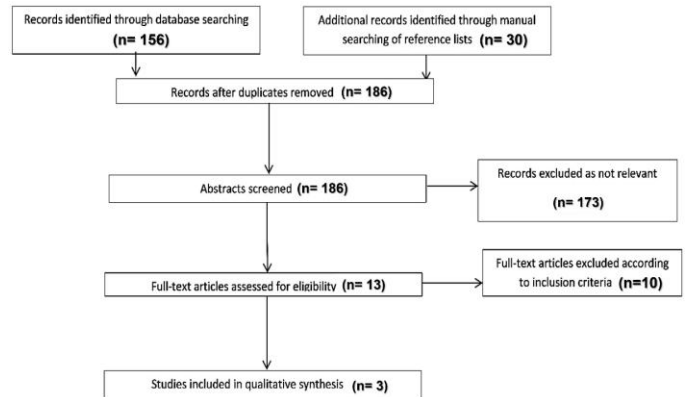 Records identified through database searching
(n= 156)
Additional records identified through manual
searching of reference lists (n= 30)
Records after duplicates removed (n= 186)
Abstracts screened (n= 186)
Records excluded as not relevant
(n= 173)
Full-text articles assessed for eligibility (n= 13)
Full-text articles excluded according
to inclusion criteria (n=10)
Studies included in qualitative synthesis (n= 3)